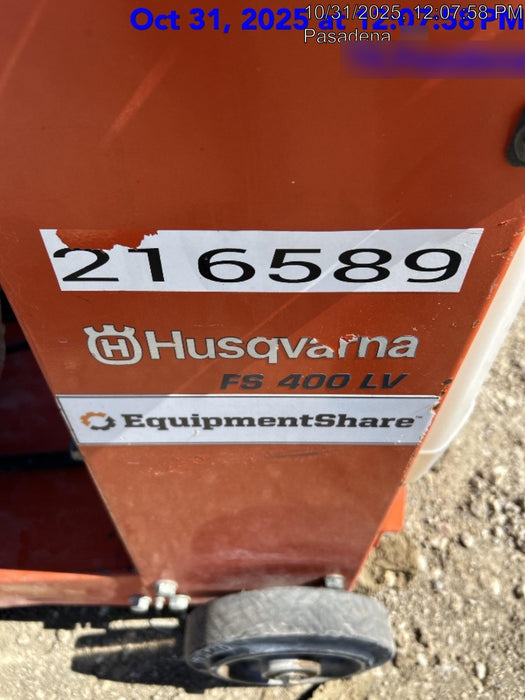 Oct 31, 2025 at 12:07:58 PM
10/31/2025, 12:07:58 PM
Pasadena
216589
Husqvarna
FS 400 LV
EquipmentShare™